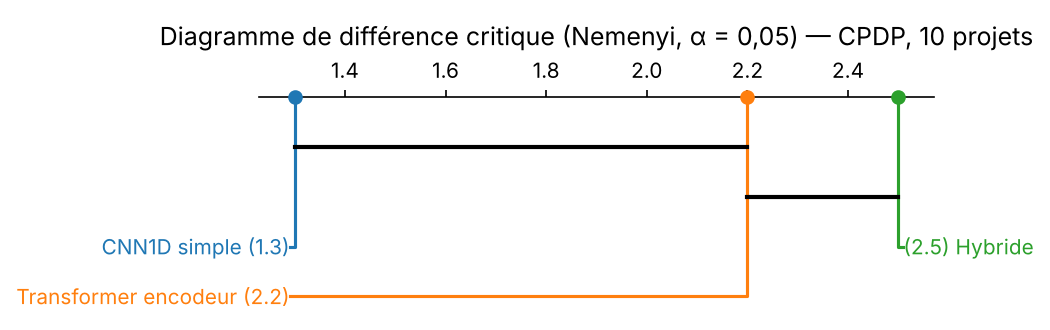 Diagramme de différence critique (Nemenyi, α = 0,05) — CPDP, 10 projets
1.4 1.6 1.8 2.0 2.2 2.4
CNN1D simple (1.3)
(2.5) Hybride
Transformer encodeur (2.2)